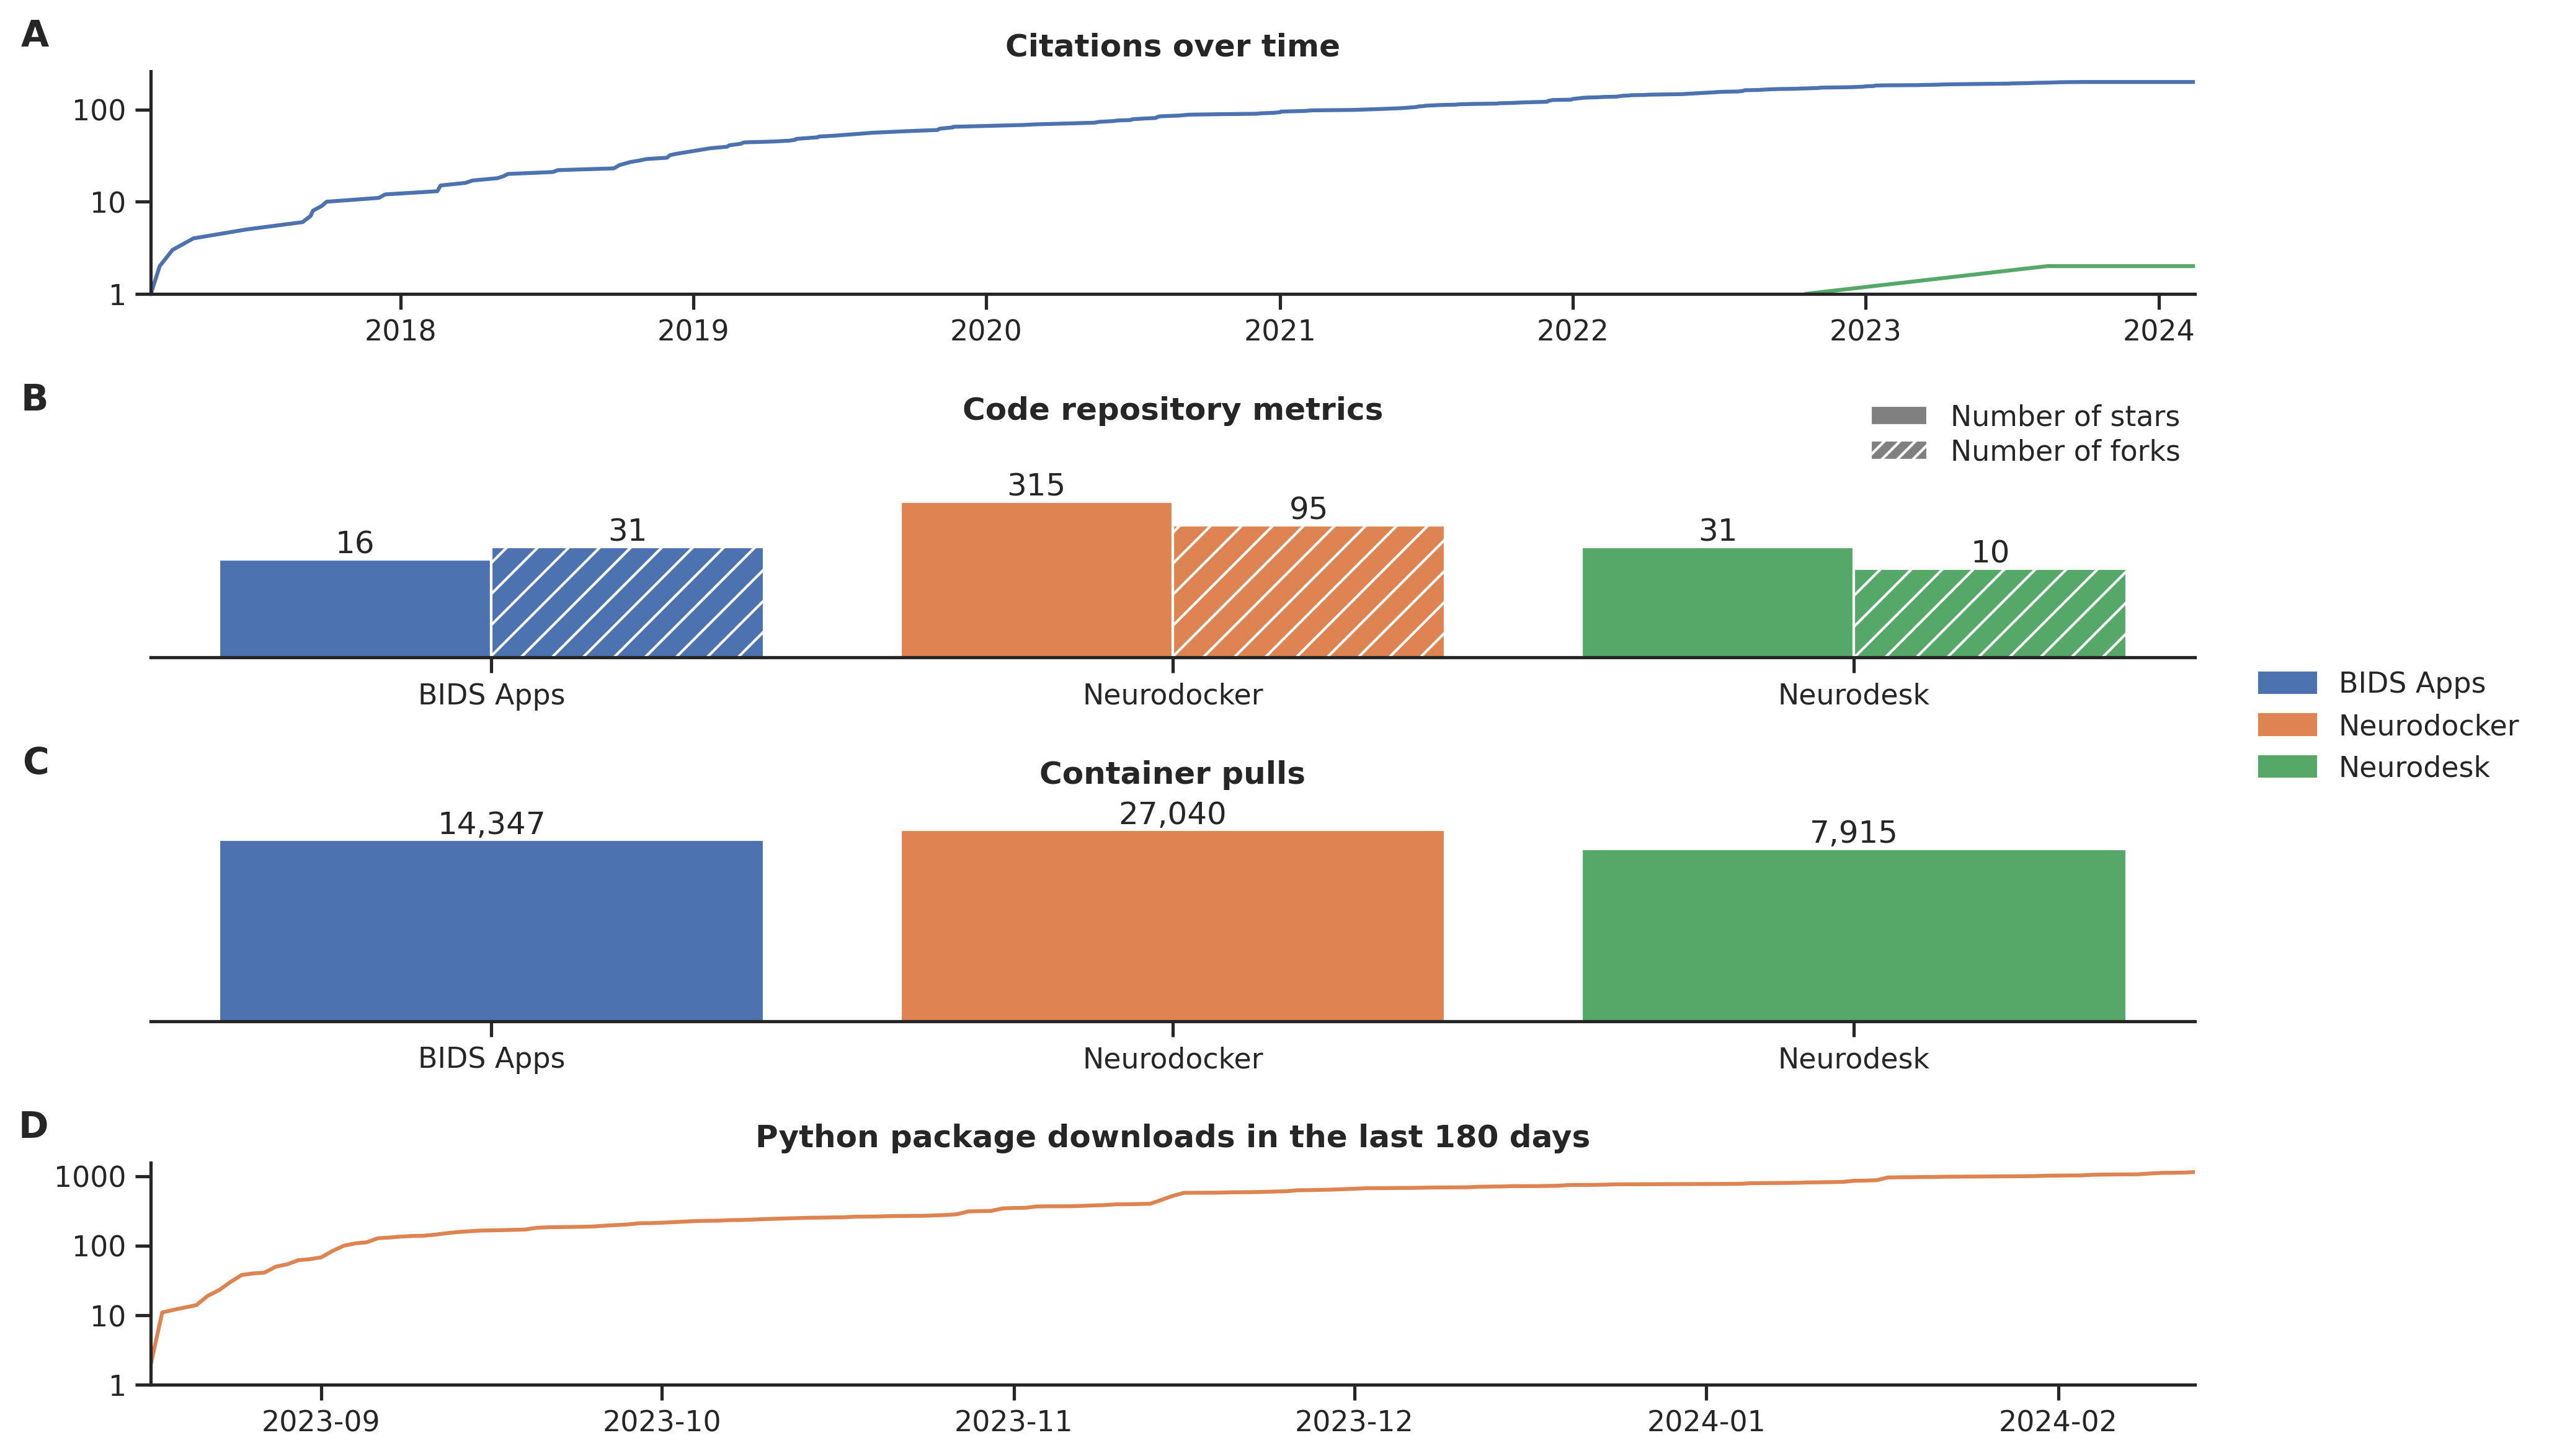 A
Citations over time
100
10
1
2018 2019 2020 2021 2022 2023 2024
B
Code repository metrics
Number of stars
Number of forks
16 31 315 95 31 10
BIDS Apps Neurodocker Neurodesk
BIDS Apps
Neurodocker
Neurodesk
C
Container pulls
14,347 27,040 7,915
BIDS Apps Neurodocker Neurodesk
D
Python package downloads in the last 180 days
1000
100
10
1
2023-09 2023-10 2023-11 2023-12 2024-01 2024-02